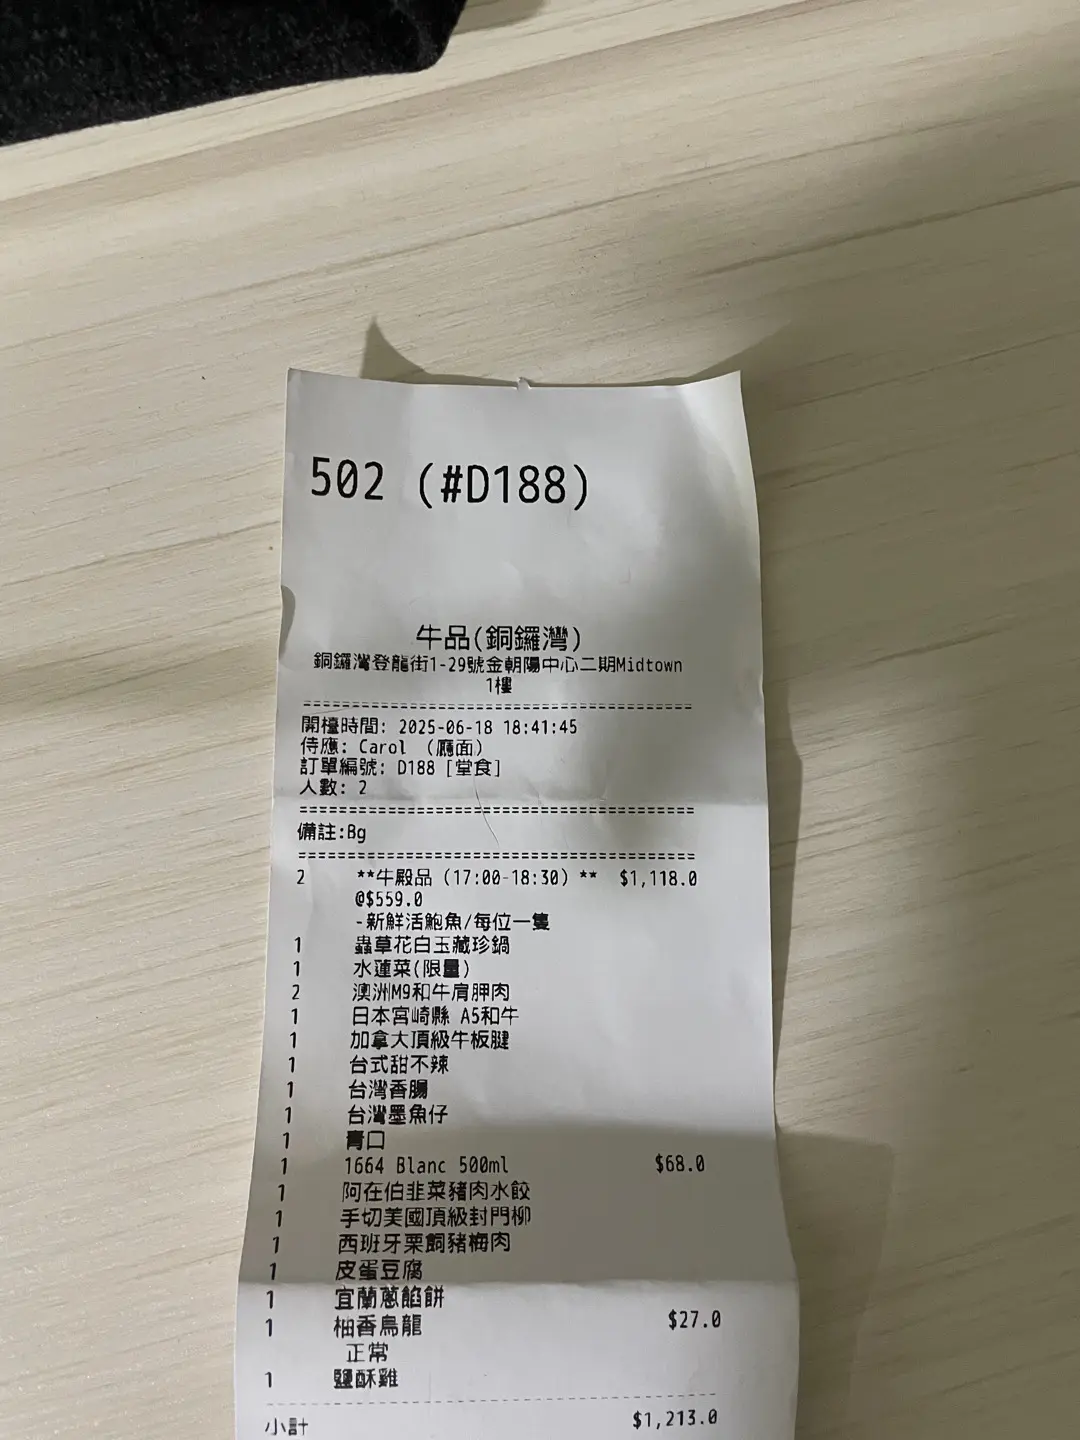 502 (#D188)
牛品(銅鑼灣)
銅鑼灣登龍街1-29號金朝陽中心二期Midtown
1樓
開檯時間: 2025-06-18 18:41:45
侍應: Carol （廳面）
訂單編號: D188 [堂食]
人數: 2
備註:Bg
2 **牛殿品 (17:00-18:30) ** $1,118.0
@$559.0
-新鮮活鮑魚/每位一隻
1 蟲草花白玉藏珍鍋
1 水蓮菜(限量)
2 澳洲M9和牛肩胛肉
1 日本宮崎縣 A5和牛
1 加拿大頂級牛板腱
1 台式甜不辣
1 台灣香腸
1 台灣墨魚仔
1 青口
1 1664 Blanc 500ml $68.0
1 阿在伯韭菜豬肉水餃
1 手切美國頂級封門柳
1 西班牙栗飼豬梅肉
1 皮蛋豆腐
1 宜蘭蔥餡餅
1 柚香烏龍 $27.0
正常
1 鹽酥雞
小計 $1,213.0